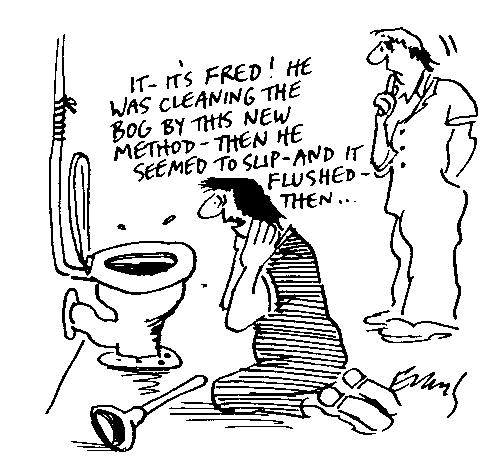 IT- IT'S FRED! HE
WAS CLEANING THE
BOG BY THIS NEW
METHOD - THEN HE
SEEMED TO SLIP - AND IT
FLUSHED -
THEN...
EVANS